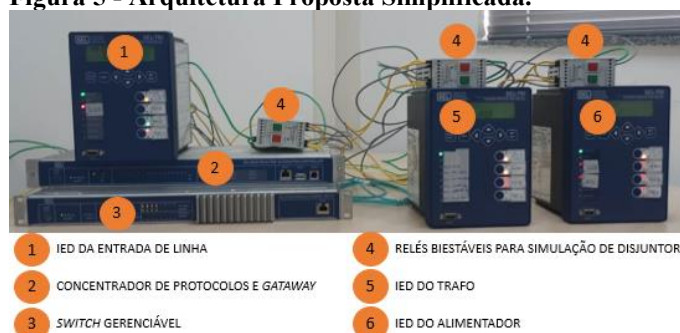 Figura 5 - Arquitetura Proposta Simplificada.
1
4
4
4
5
6
2
3
1 IED DA ENTRADA DE LINHA
2 CONCENTRADOR DE PROTOCOLOS E GATAWAY
3 SWITCH GERENCIÁVEL
4 RELÉS BIESTÁVEIS PARA SIMULAÇÃO DE DISJUNTOR
5 IED DO TRAFO
6 IED DO ALIMENTADOR